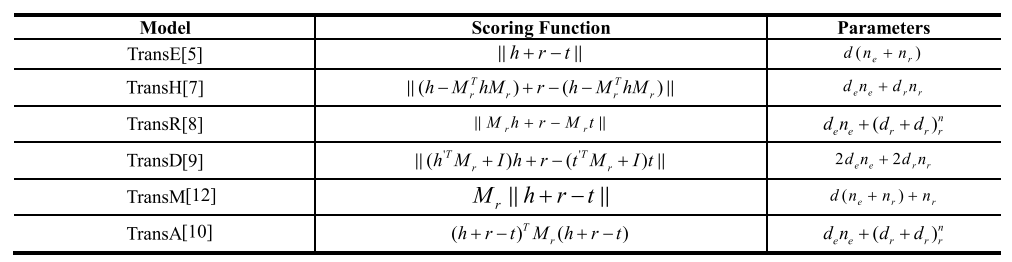 Model Scoring Function Parameters
TransE[5] || h + r − t || d(n_e + n_r)
TransH[7] || (h − M_r^T h M_r) + r − (h − M_r^T h M_r) || d_e n_e + d_r n_r
TransR[8] || M_r h + r − M_r t || d_e n_e + (d_r + d_r)_r^n
TransD[9] || (h'^T M_r + I)h + r − (t'^T M_r + I)t || 2d_e n_e + 2d_r n_r
TransM[12] M_r || h + r − t || d(n_e + n_r) + n_r
TransA[10] (h + r − t)^T M_r (h + r − t) d_e n_e + (d_r + d_r)_r^n